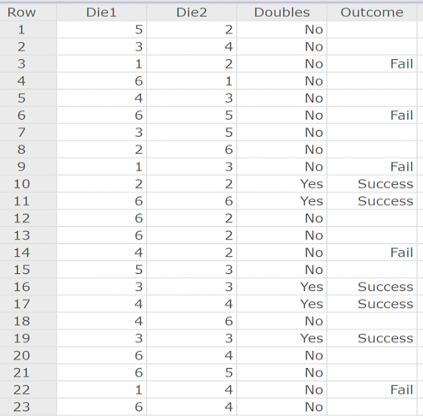 Row Die1 Die2 Doubles Outcome
1 5 2 No
2 3 4 No
3 1 2 No Fail
4 6 1 No
5 4 3 No
6 6 5 No Fail
7 3 5 No
8 2 6 No
9 1 3 No Fail
10 2 2 Yes Success
11 6 6 Yes Success
12 6 2 No
13 6 2 No
14 4 2 No Fail
15 5 3 No
16 3 3 Yes Success
17 4 4 Yes Success
18 4 6 No
19 3 3 Yes Success
20 6 4 No
21 6 5 No
22 1 4 No Fail
23 6 4 No